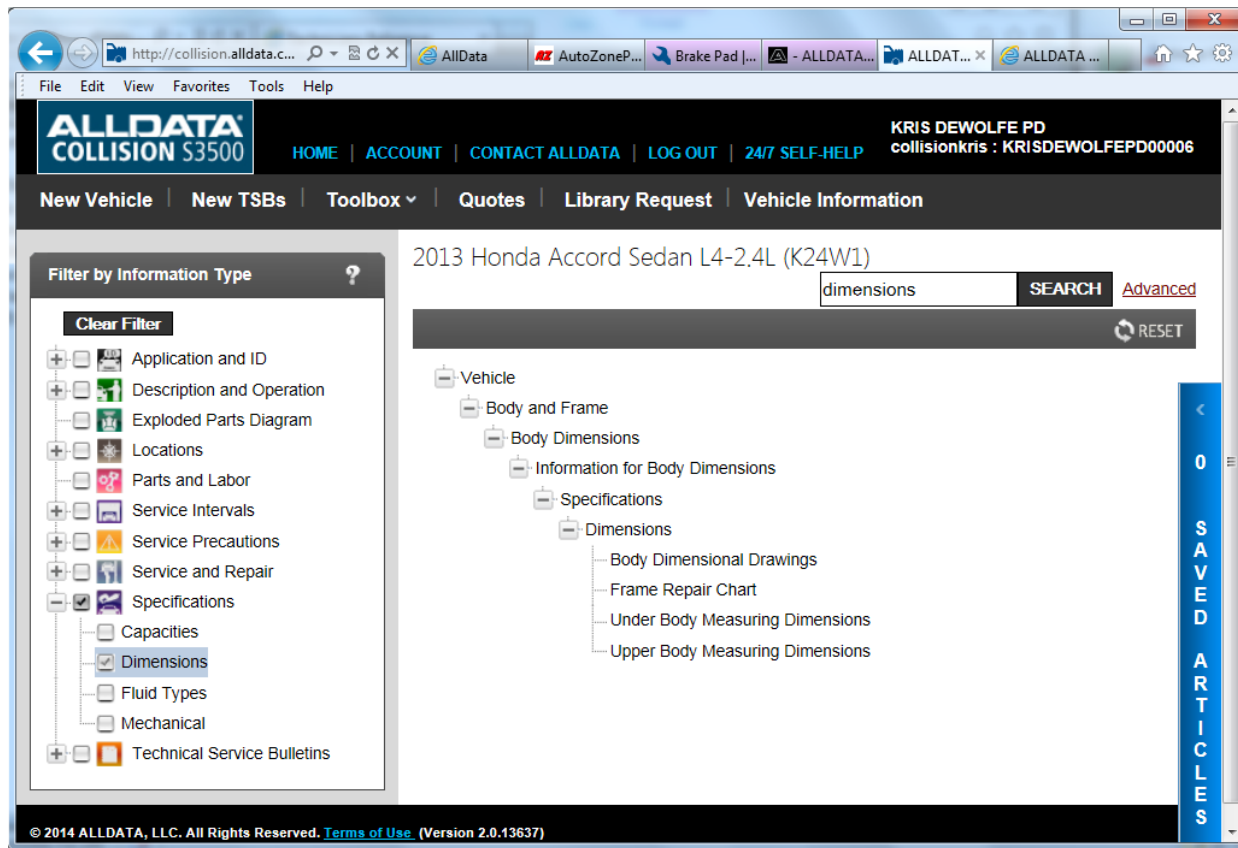 http://collision.alldata.c...
AllData
AutoZoneP...
Brake Pad |...
- ALLDATA...
ALLDAT...
ALLDATA ...
File Edit View Favorites Tools Help
ALLDATA
COLLISION S3500
HOME | ACCOUNT | CONTACT ALLDATA | LOG OUT | 24/7 SELF-HELP
KRIS DEWOLFE PD
collisionkris : KRISDEWOLFEPD00006
New Vehicle | New TSBs | Toolbox | Quotes | Library Request | Vehicle Information
Filter by Information Type ?
Clear Filter
Application and ID
Description and Operation
Exploded Parts Diagram
Locations
Parts and Labor
Service Intervals
Service Precautions
Service and Repair
Specifications
Capacities
Dimensions
Fluid Types
Mechanical
Technical Service Bulletins
2013 Honda Accord Sedan L4-2.4L (K24W1)
dimensions SEARCH Advanced
RESET
Vehicle
Body and Frame
Body Dimensions
Information for Body Dimensions
Specifications
Dimensions
Body Dimensional Drawings
Frame Repair Chart
Under Body Measuring Dimensions
Upper Body Measuring Dimensions
0 SAVED ARTICLES
© 2014 ALLDATA, LLC. All Rights Reserved. Terms of Use (Version 2.0.13637)